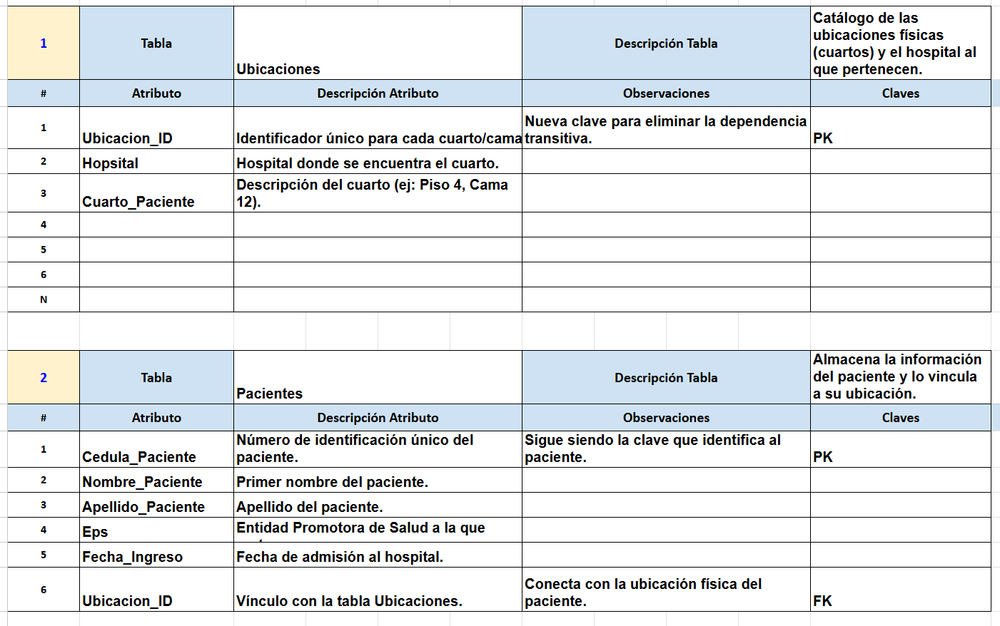 1
Tabla
Ubicaciones
Descripción Tabla
Catálogo de las
ubicaciones físicas
(cuartos) y el hospital al
que pertenecen.
#
Atributo
Descripción Atributo
Observaciones
Claves
1
Ubicacion_ID
Identificador único para cada cuarto/cama
Nueva clave para eliminar la dependencia
transitiva.
PK
2
Hopsital
Hospital donde se encuentra el cuarto.
3
Cuarto_Paciente
Descripción del cuarto (ej: Piso 4, Cama
12).
4
5
6
N
2
Tabla
Pacientes
Descripción Tabla
Almacena la información
del paciente y lo vincula
a su ubicación.
#
Atributo
Descripción Atributo
Observaciones
Claves
1
Cedula_Paciente
Número de identificación único del
paciente.
Sigue siendo la clave que identifica al
paciente.
PK
2
Nombre_Paciente
Primer nombre del paciente.
3
Apellido_Paciente
Apellido del paciente.
4
Eps
Entidad Promotora de Salud a la que
5
Fecha_Ingreso
Fecha de admisión al hospital.
6
Ubicacion_ID
Vínculo con la tabla Ubicaciones.
Conecta con la ubicación física del
paciente.
FK